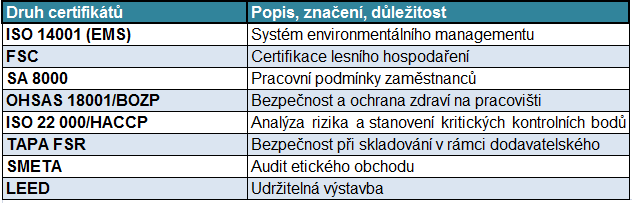 Druh certifikátů Popis, značení, důležitost
ISO 14001 (EMS) Systém environmentálního managementu
FSC Certifikace lesního hospodaření
SA 8000 Pracovní podmínky zaměstnanců
OHSAS 18001/BOZP Bezpečnost a ochrana zdraví na pracovišti
ISO 22 000/HACCP Analýza rizika a stanovení kritických kontrolních bodů
TAPA FSR Bezpečnost při skladování v rámci dodavatelského
SMETA Audit etického obchodu
LEED Udržitelná výstavba